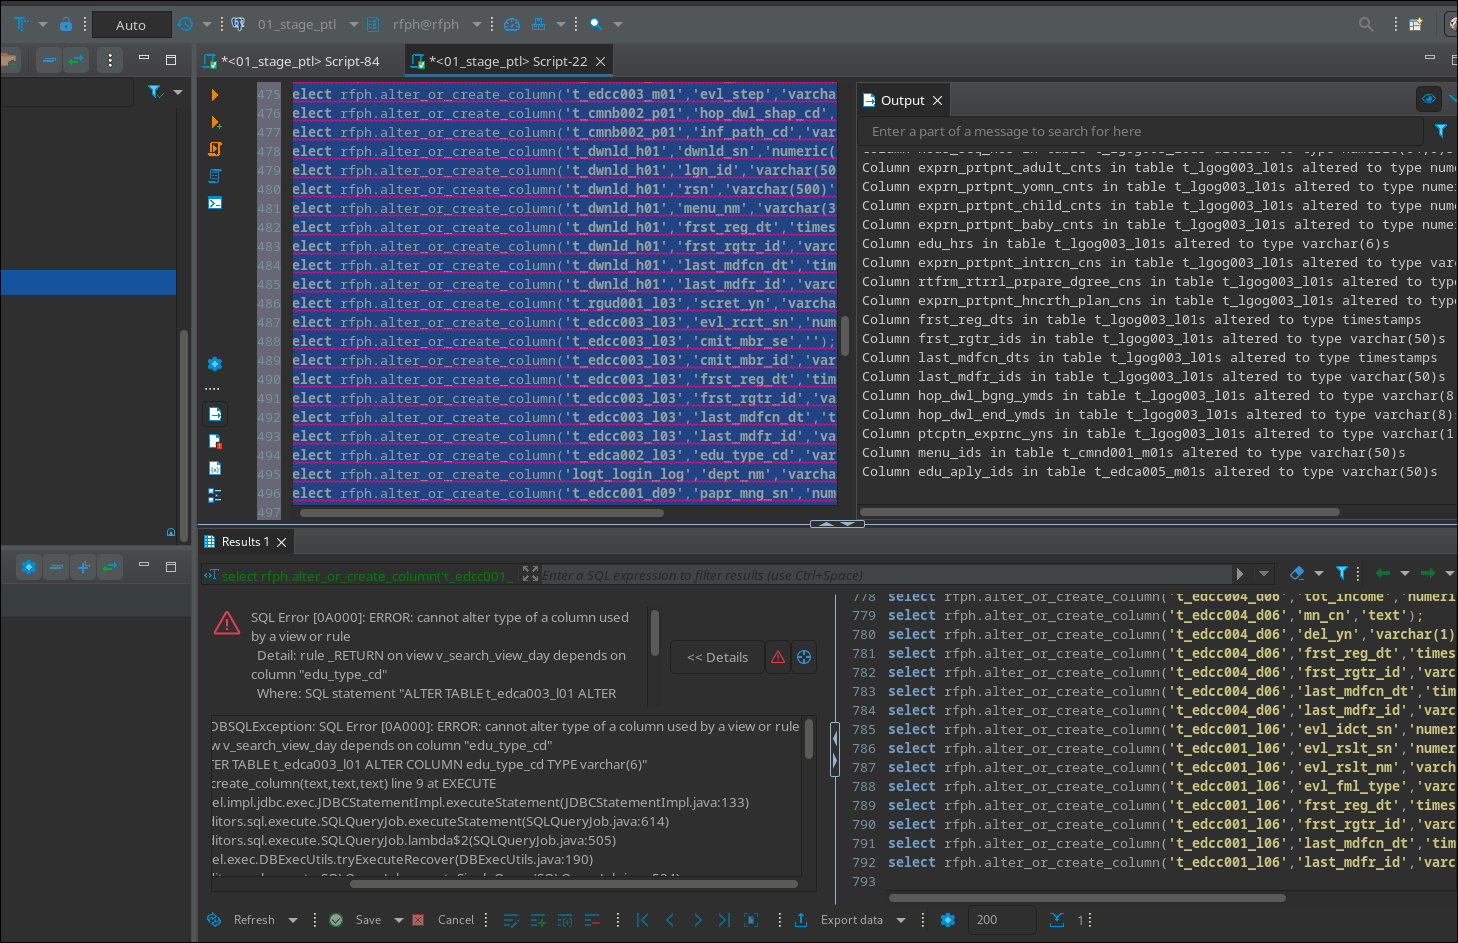 Auto
01_stage_ptl
rfph@rfph
*<01_stage_ptl> Script-84
*<01_stage_ptl> Script-22
475 elect rfph.alter_or_create_column('t_edcc003_m01','evl_step','varcha
476 elect rfph.alter_or_create_column('t_cmnb002_p01','hop_dwl_shap_cd',
477 elect rfph.alter_or_create_column('t_cmnb002_p01','inf_path_cd','var
478 elect rfph.alter_or_create_column('t_dwnld_h01','dwnld_sn','numeric(
479 elect rfph.alter_or_create_column('t_dwnld_h01','lgn_id','varchar(50
480 elect rfph.alter_or_create_column('t_dwnld_h01','rsn','varchar(500)'
481 elect rfph.alter_or_create_column('t_dwnld_h01','menu_nm','varchar(3
482 elect rfph.alter_or_create_column('t_dwnld_h01','frst_reg_dt','times
483 elect rfph.alter_or_create_column('t_dwnld_h01','frst_rgtr_id','varc
484 elect rfph.alter_or_create_column('t_dwnld_h01','last_mdfcn_dt','tim
485 elect rfph.alter_or_create_column('t_dwnld_h01','last_mdfr_id','varc
486 elect rfph.alter_or_create_column('t_rgud001_l03','scret_yn','varcha
487 elect rfph.alter_or_create_column('t_edcc003_l03','evl_rcrt_sn','num
488 elect rfph.alter_or_create_column('t_edcc003_l03','cmit_mbr_se','');
489 elect rfph.alter_or_create_column('t_edcc003_l03','cmit_mbr_id','var
490 elect rfph.alter_or_create_column('t_edcc003_l03','frst_reg_dt','tim
491 elect rfph.alter_or_create_column('t_edcc003_l03','frst_rgtr_id','va
492 elect rfph.alter_or_create_column('t_edcc003_l03','last_mdfcn_dt','t
493 elect rfph.alter_or_create_column('t_edcc003_l03','last_mdfr_id','va
494 elect rfph.alter_or_create_column('t_edca002_l03','edu_type_cd','var
495 elect rfph.alter_or_create_column('logt_login_log','dept_nm','varcha
496 elect rfph.alter_or_create_column('t_edcc001_d09','papr_mng_sn','num
497
Output
Enter a part of a message to search for here
Column exprn_prtpnt_adult_cnts in table t_lgog003_l01s altered to type nume
Column exprn_prtpnt_yomn_cnts in table t_lgog003_l01s altered to type numer
Column exprn_prtpnt_child_cnts in table t_lgog003_l01s altered to type nume
Column exprn_prtpnt_baby_cnts in table t_lgog003_l01s altered to type numer
Column edu_hrs in table t_lgog003_l01s altered to type varchar(6)s
Column exprn_prtpnt_intrcn_cns in table t_lgog003_l01s altered to type varc
Column rtfrm_rtrrl_prpare_dgree_cns in table t_lgog003_l01s altered to type
Column exprn_prtpnt_hncrth_plan_cns in table t_lgog003_l01s altered to type
Column frst_reg_dts in table t_lgog003_l01s altered to type timestamps
Column frst_rgtr_ids in table t_lgog003_l01s altered to type varchar(50)s
Column last_mdfcn_dts in table t_lgog003_l01s altered to type timestamps
Column last_mdfr_ids in table t_lgog003_l01s altered to type varchar(50)s
Column hop_dwl_bgng_ymds in table t_lgog003_l01s altered to type varchar(8
Column hop_dwl_end_ymds in table t_lgog003_l01s altered to type varchar(8)s
Column ptcptn_exprnc_yns in table t_lgog003_l01s altered to type varchar(1
Column menu_ids in table t_cmnd001_m01s altered to type varchar(50)s
Column edu_aply_ids in table t_edca005_m01s altered to type varchar(50)s
Results 1
select rfph.alter_or_create_column('t_edcc001_
Enter a SQL expression to filter results (use Ctrl+Space)
SQL Error [0A000]: ERROR: cannot alter type of a column used
by a view or rule
Detail: rule _RETURN on view v_search_view_day depends on
column "edu_type_cd"
Where: SQL statement "ALTER TABLE t_edca003_l01 ALTER
<< Details
DBSQLException: SQL Error [0A000]: ERROR: cannot alter type of a column used by a view or rule
w v_search_view_day depends on column "edu_type_cd"
TER TABLE t_edca003_l01 ALTER COLUMN edu_type_cd TYPE varchar(6)"
create_column(text,text,text) line 9 at EXECUTE
el.impl.jdbc.exec.JDBCStatementImpl.executeStatement(JDBCStatementImpl.java:133)
ditors.sql.execute.SQLQueryJob.executeStatement(SQLQueryJob.java:614)
ditors.sql.execute.SQLQueryJob.lambda$2(SQLQueryJob.java:505)
el.exec.DBExecUtils.tryExecuteRecover(DBExecUtils.java:190)
778 select rfph.alter_or_create_column('t_edcc004_d06','tot_income','numeri
779 select rfph.alter_or_create_column('t_edcc004_d06','mn_cn','text');
780 select rfph.alter_or_create_column('t_edcc004_d06','del_yn','varchar(1)
781 select rfph.alter_or_create_column('t_edcc004_d06','frst_reg_dt','times
782 select rfph.alter_or_create_column('t_edcc004_d06','frst_rgtr_id','varc
783 select rfph.alter_or_create_column('t_edcc004_d06','last_mdfcn_dt','tim
784 select rfph.alter_or_create_column('t_edcc004_d06','last_mdfr_id','varc
785 select rfph.alter_or_create_column('t_edcc001_l06','evl_idct_sn','numer
786 select rfph.alter_or_create_column('t_edcc001_l06','evl_rslt_sn','numer
787 select rfph.alter_or_create_column('t_edcc001_l06','evl_rslt_nm','varch
788 select rfph.alter_or_create_column('t_edcc001_l06','evl_fml_type','varc
789 select rfph.alter_or_create_column('t_edcc001_l06','frst_reg_dt','times
790 select rfph.alter_or_create_column('t_edcc001_l06','frst_rgtr_id','varc
791 select rfph.alter_or_create_column('t_edcc001_l06','last_mdfcn_dt','tim
792 select rfph.alter_or_create_column('t_edcc001_l06','last_mdfr_id','varc
793
Refresh
Save
Cancel
Export data
200
1